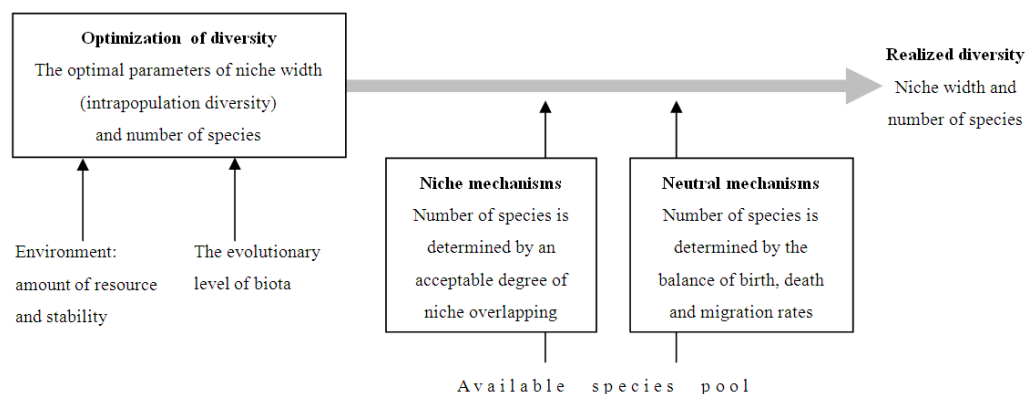 Optimization of diversity
The optimal parameters of niche width
(intrapopulation diversity)
and number of species
Realized diversity
Niche width and
number of species
Niche mechanisms
Number of species is
determined by an
acceptable degree of
niche overlapping
Neutral mechanisms
Number of species is
determined by the
balance of birth, death
and migration rates
Environment:
amount of resource
and stability
The evolutionary
level of biota
Available species pool